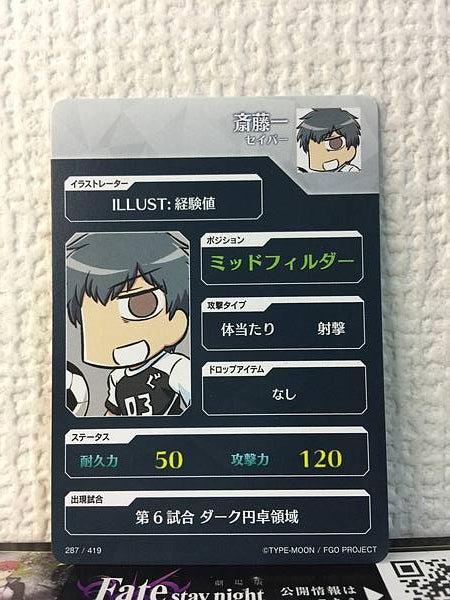 斎藤一
セイバー
イラストレーター
ILLUST: 経験値
ポジション
ミッドフィルダー
攻撃タイプ
体当たり 射撃
ドロップアイテム
なし
ぐ
03
ステータス
耐久力 50 攻撃力 120
出現試合
第6試合 ダーク円卓領域
287 / 419
©TYPE-MOON / FGO PROJECT
劇場版
Fate stay night
公開情報は